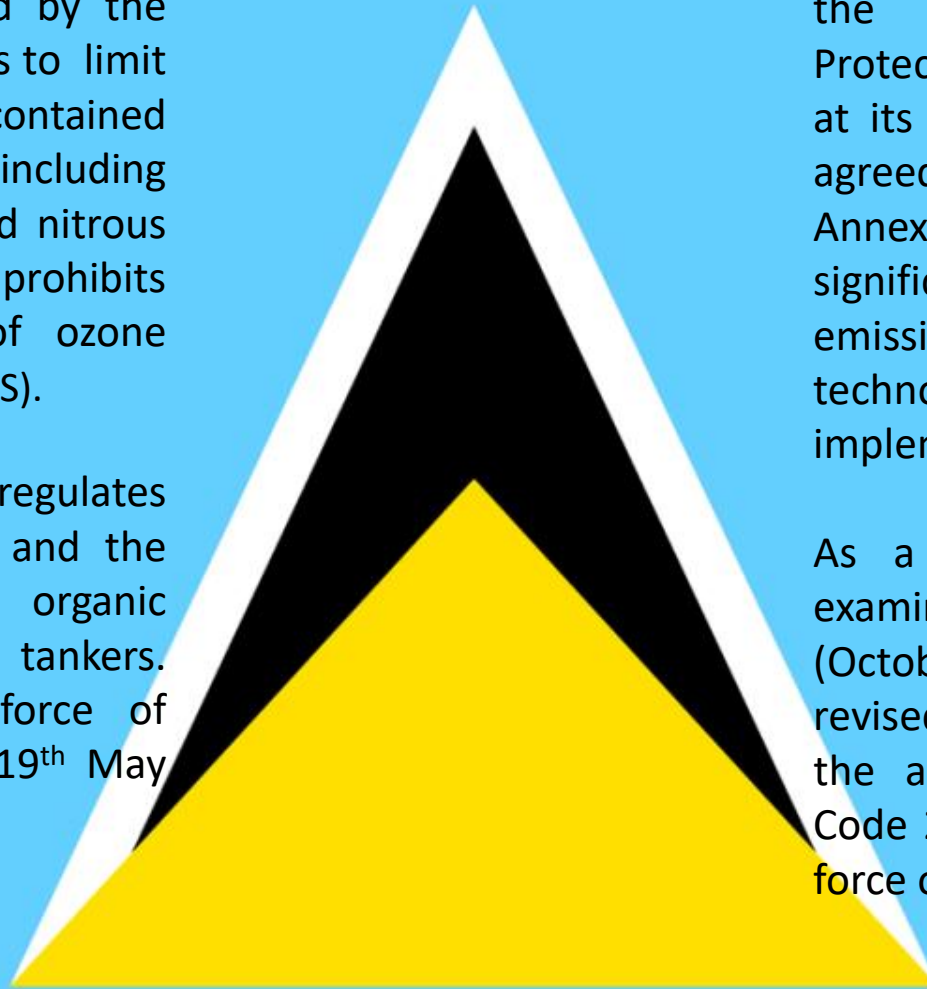 d by the
s to limit
contained
including
d nitrous
prohibits
of ozone
S).
regulates
and the
organic
tankers.
force of
19th May
the
Protec
at its
agreed
Annex
signific
emissi
techno
impler
As a
examin
(Octob
revised
the a
Code
force